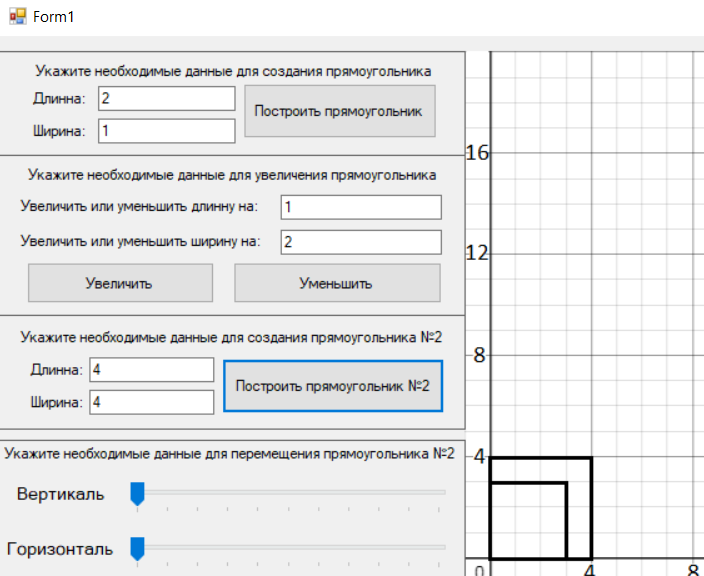 Form1
Укажите необходимые данные для создания прямоугольника
Длинна: 2
Построить прямоугольник
Ширина: 1
Укажите необходимые данные для увеличения прямоугольника
Увеличить или уменьшить длинну на: 1
Увеличить или уменьшить ширину на: 2
Увеличить Уменьшить
Укажите необходимые данные для создания прямоугольника №2
Длинна: 4
Построить прямоугольник №2
Ширина: 4
Укажите необходимые данные для перемещения прямоугольника №2
Вертикаль
Горизонталь
16
12
8
4
0 4 8